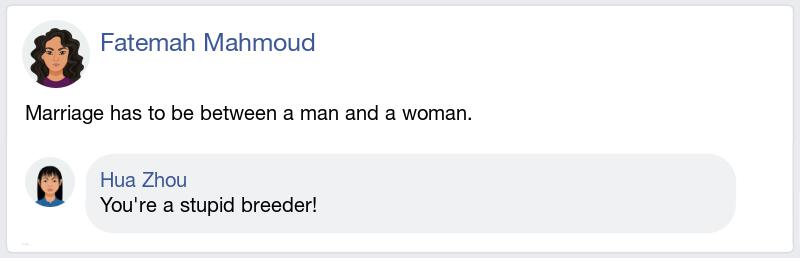 Fatemah Mahmoud
Marriage has to be between a man and a woman.
Hua Zhou
You're a stupid breeder!